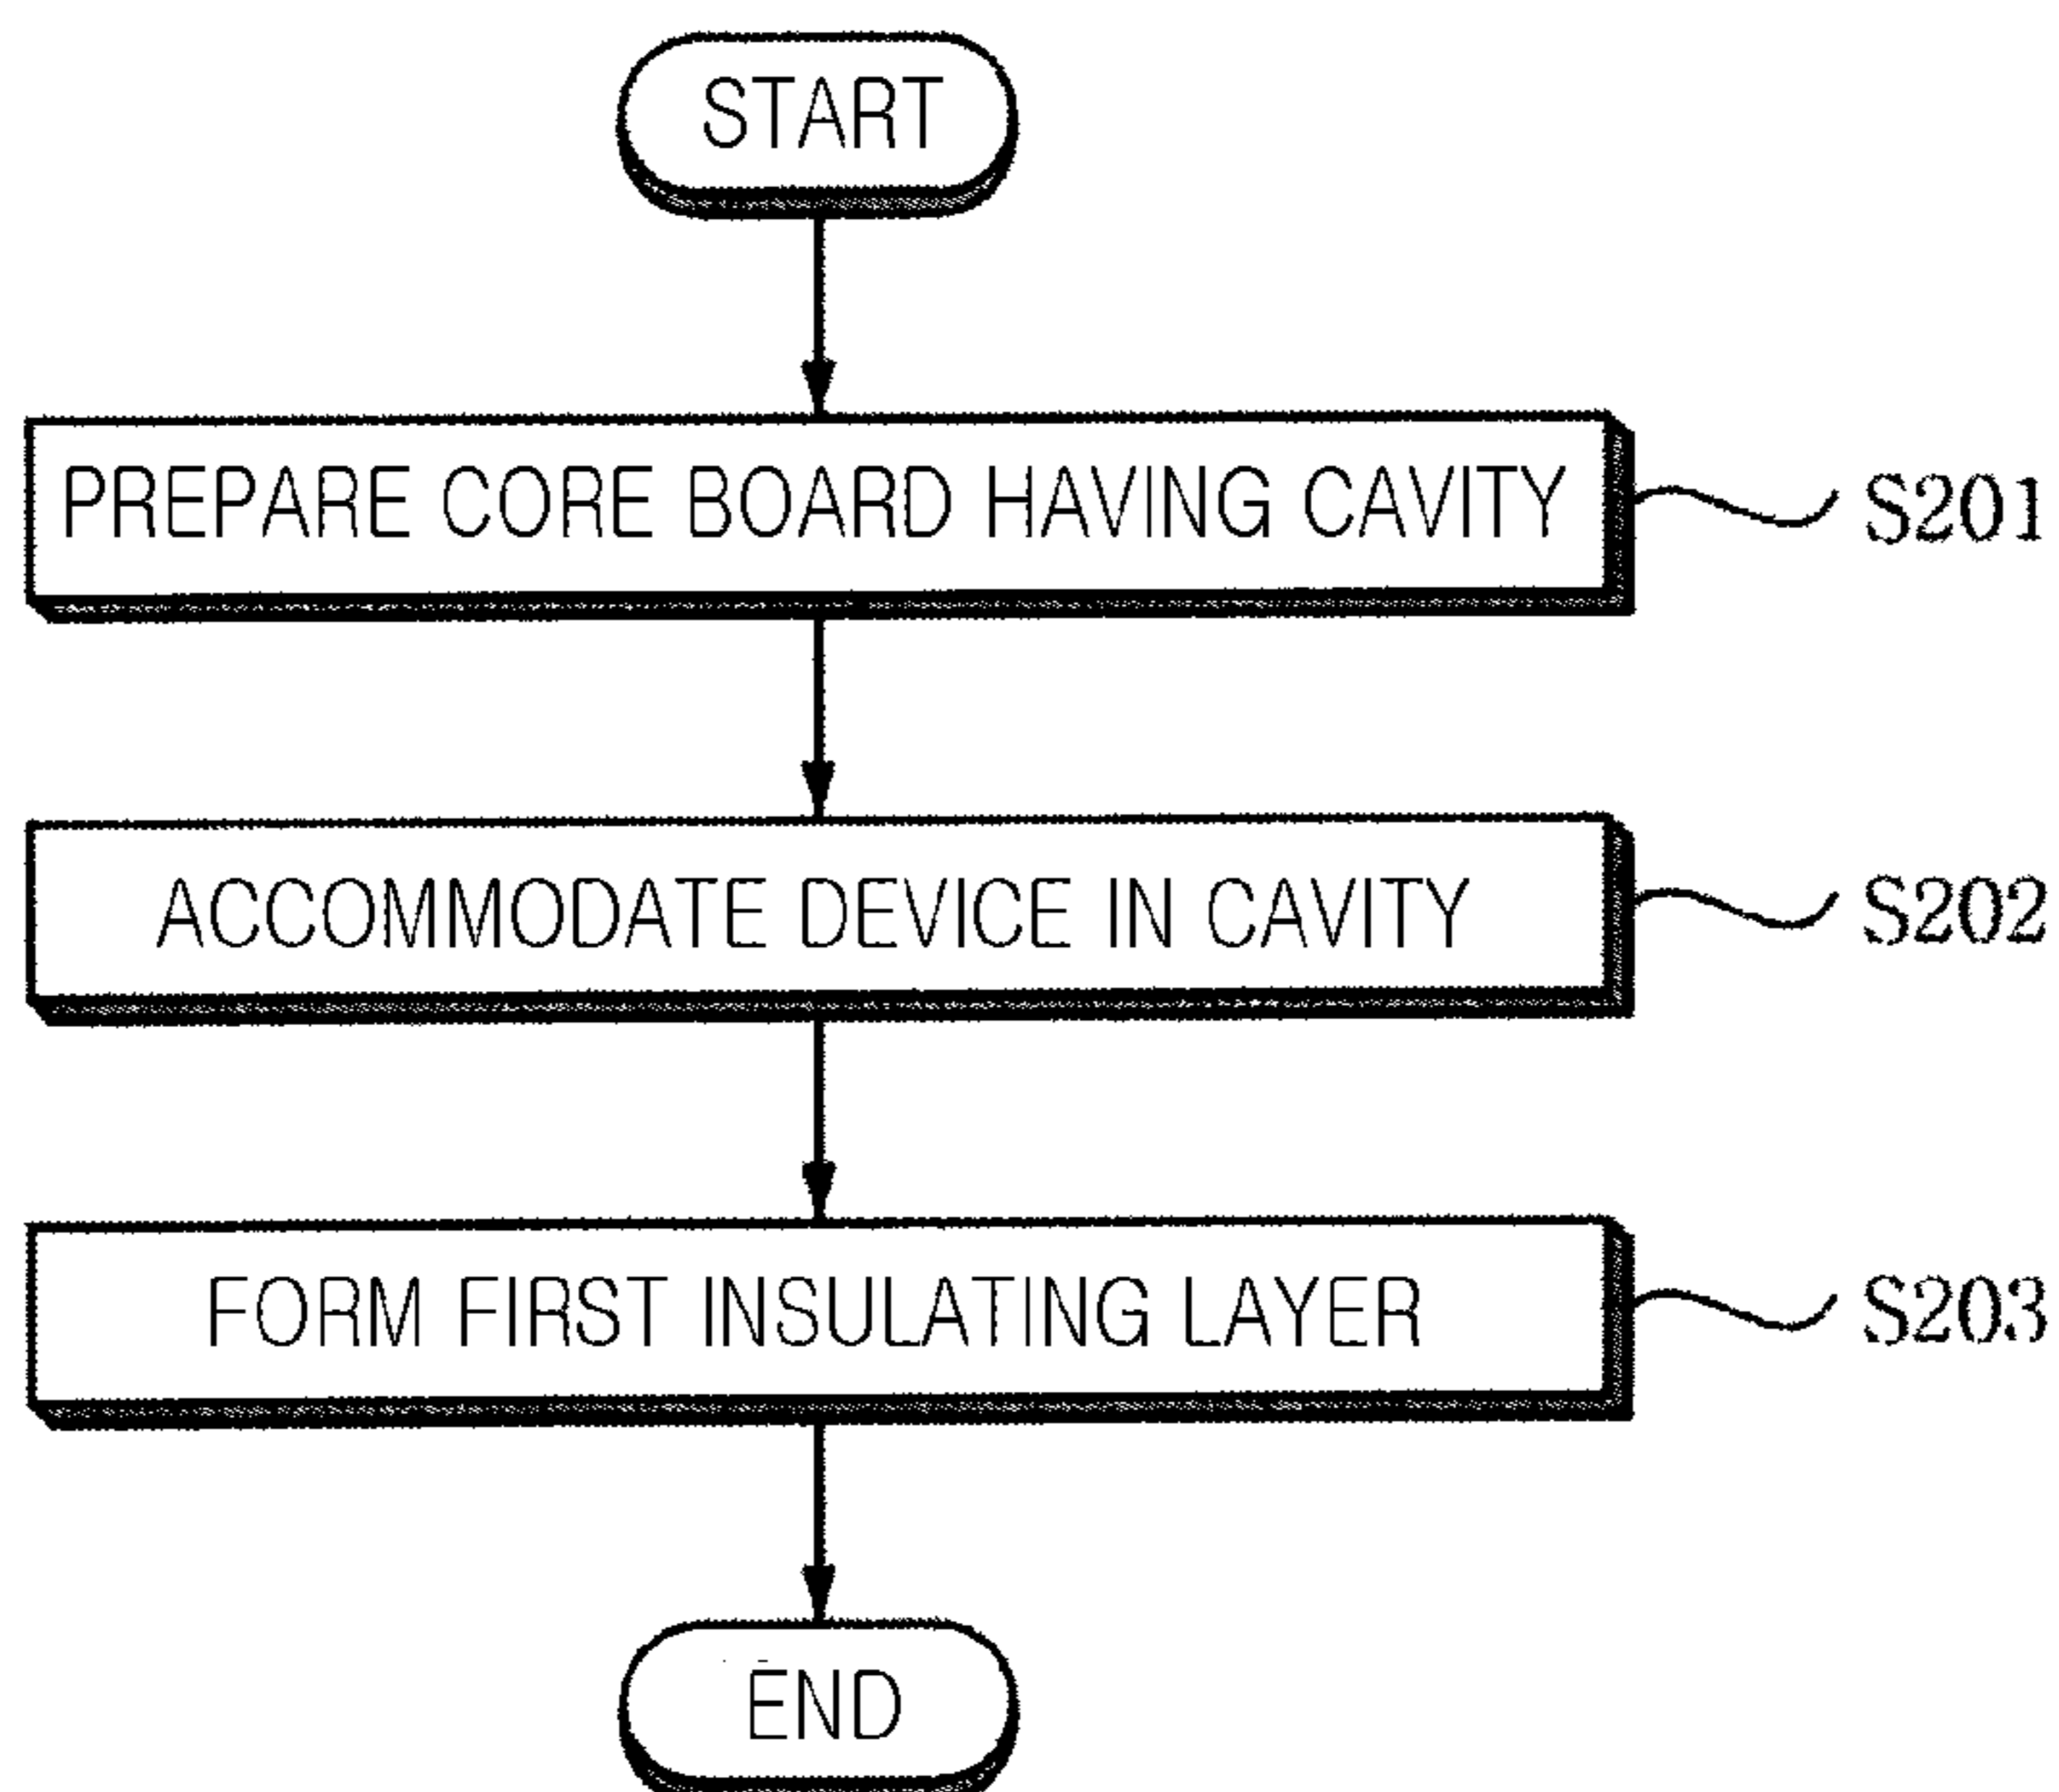 START
PREPARE CORE BOARD HAVING CAVITY
S201
ACCOMMODATE DEVICE IN CAVITY
S202
FORM FIRST INSULATING LAYER
S203
END